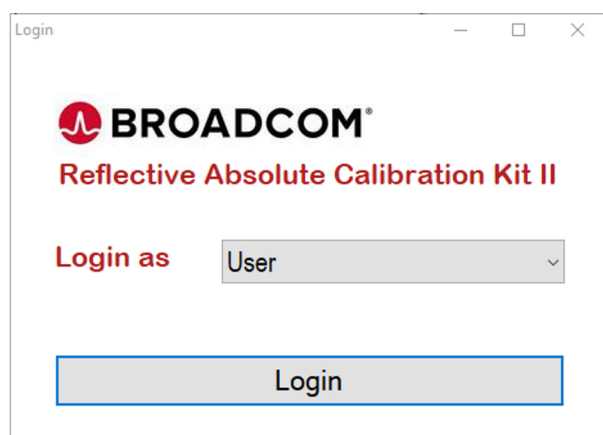 Login
BROADCOM®
Reflective Absolute Calibration Kit II
Login as
User
Login